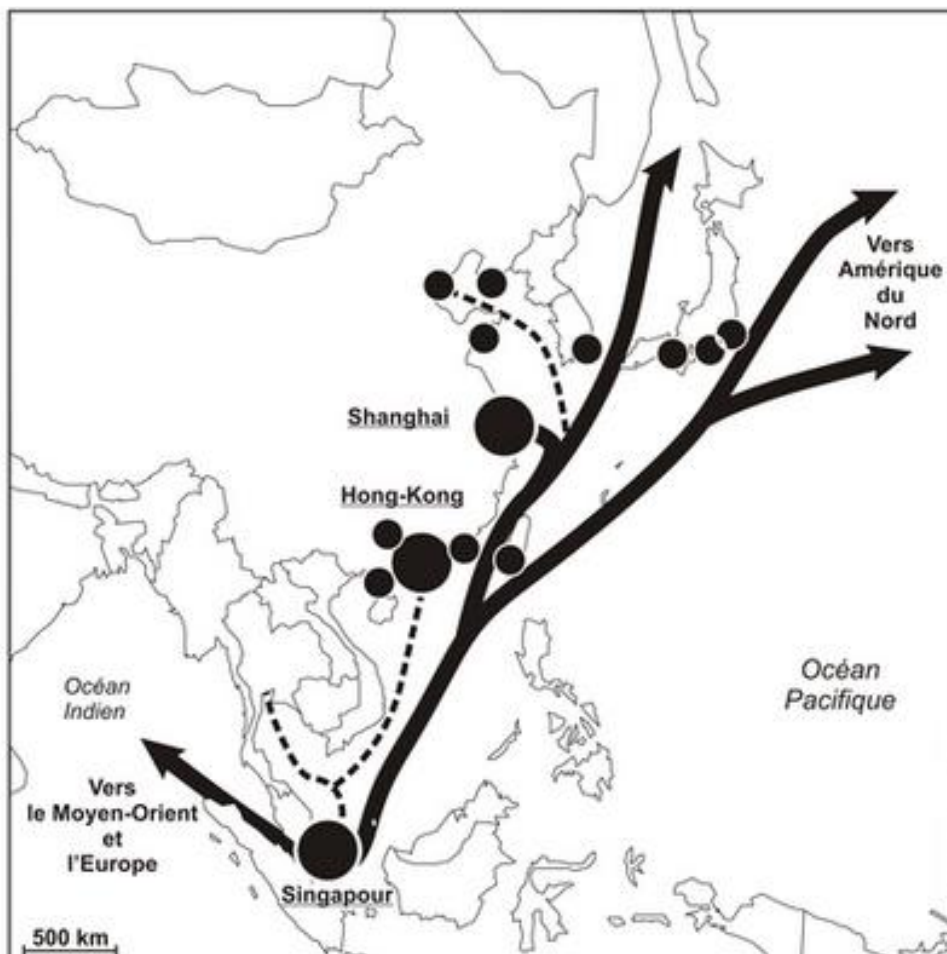 Vers
Amérique
du
Nord
Shanghai
Hong-Kong
Océan
Pacifique
Océan
Indien
Vers
le Moyen-Orient
et
l'Europe
Singapour
500 km